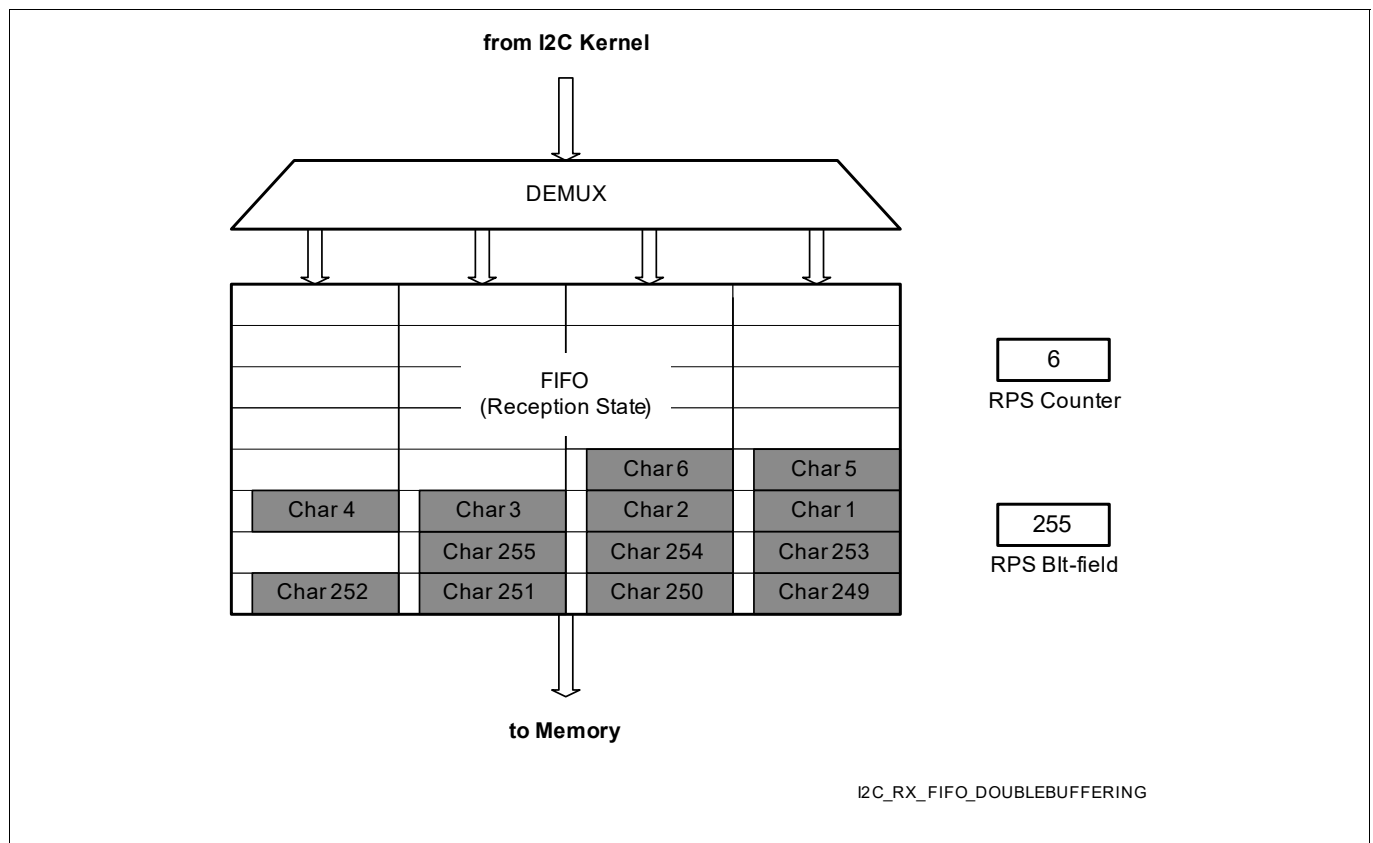 from I2C Kernel
DEMUX
FIFO
(Reception State)
6
RPS Counter
Char 6 Char 5
Char 4 Char 3 Char 2 Char 1
255
RPS BIt-field
Char 255 Char 254 Char 253
Char 252 Char 251 Char 250 Char 249
to Memory
I2C_RX_FIFO_DOUBLEBUFFERING